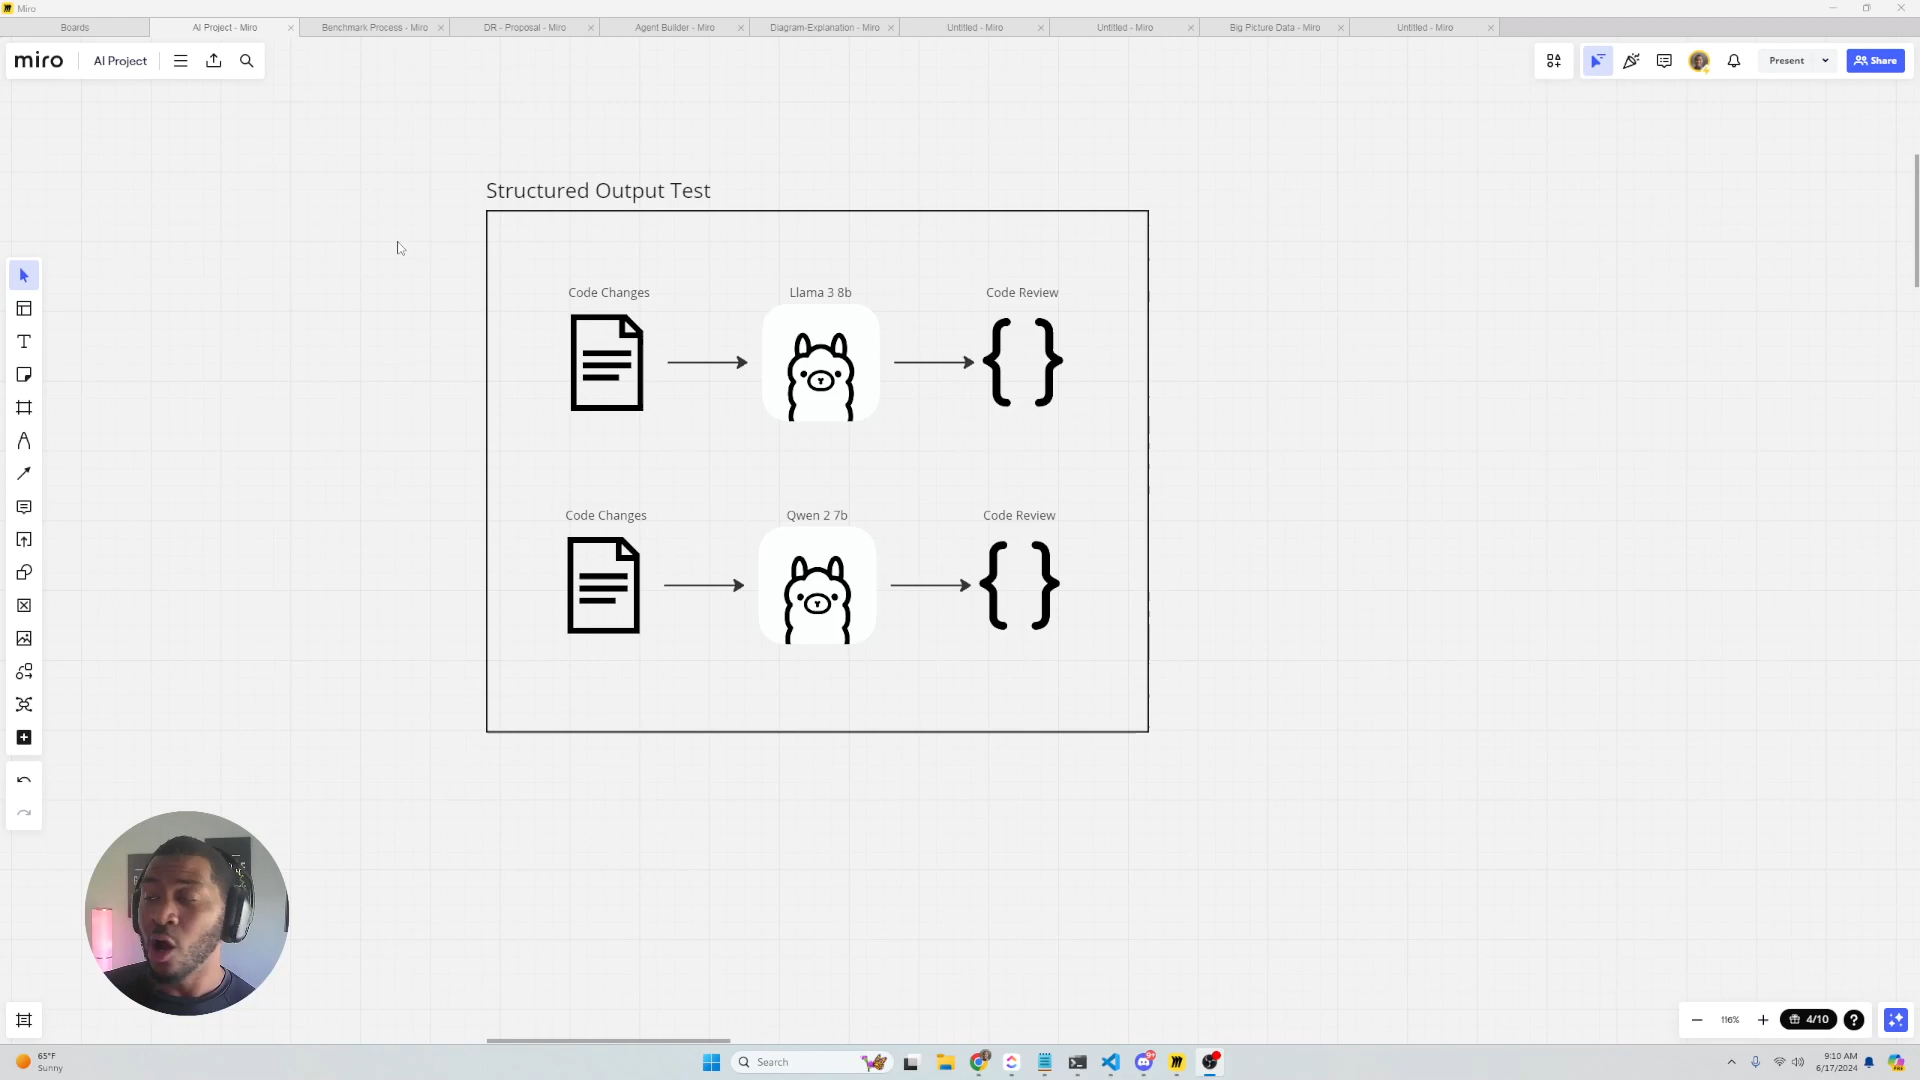 Miro
Boards
AI Project - Miro
Benchmark Process - Miro
DR - Proposal - Miro
Agent Builder - Miro
Diagram-Explanation - Miro
Untitled - Miro
Untitled - Miro
Big Picture Data - Miro
Untitled - Miro
miro
AI Project
Present
Share
Structured Output Test
Code Changes
Llama 3 8b
Code Review
{ }
Code Changes
Qwen 2 7b
Code Review
{ }
116%
4/10
?
65°F
Sunny
Search
9+
9:10 AM
6/17/2024